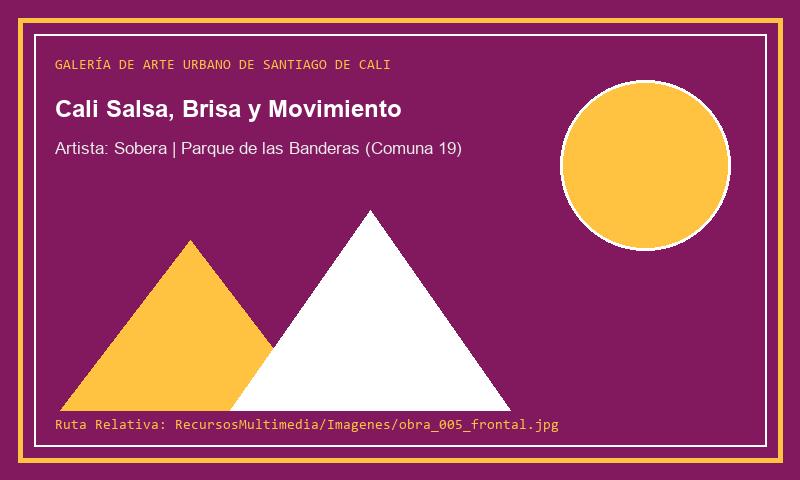 GALERÍA DE ARTE URBANO DE SANTIAGO DE CALI
Cali Salsa, Brisa y Movimiento
Artista: Sobera | Parque de las Banderas (Comuna 19)
Ruta Relativa: RecursosMultimedia/Imagenes/obra_005_frontal.jpg